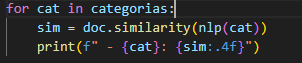 for cat in categorias:
    sim = doc.similarity(nlp(cat))
    print(f" - {cat}: {sim:.4f}")